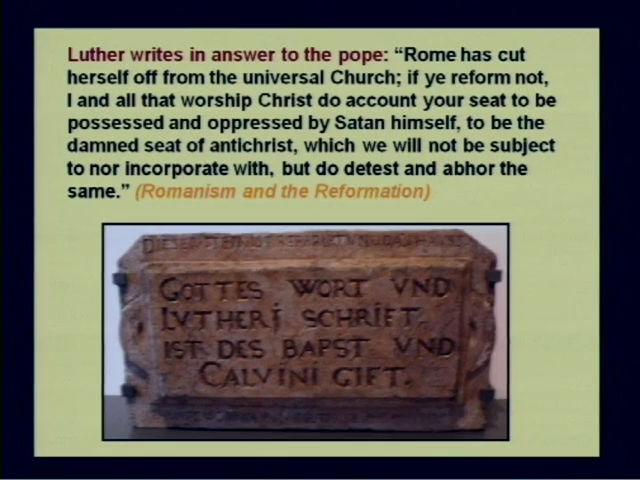 Luther writes in answer to the pope: “Rome has cut
herself off from the universal Church; if ye reform not,
I and all that worship Christ do account your seat to be
possessed and oppressed by Satan himself, to be the
damned seat of antichrist, which we will not be subject
to nor incorporate with, but do detest and abhor the
same.” (Romanism and the Reformation)
GOTTES WORT VND
LVTHERI SCHRIFT.
IST DES BAPST VND
CALVINI GIFT.